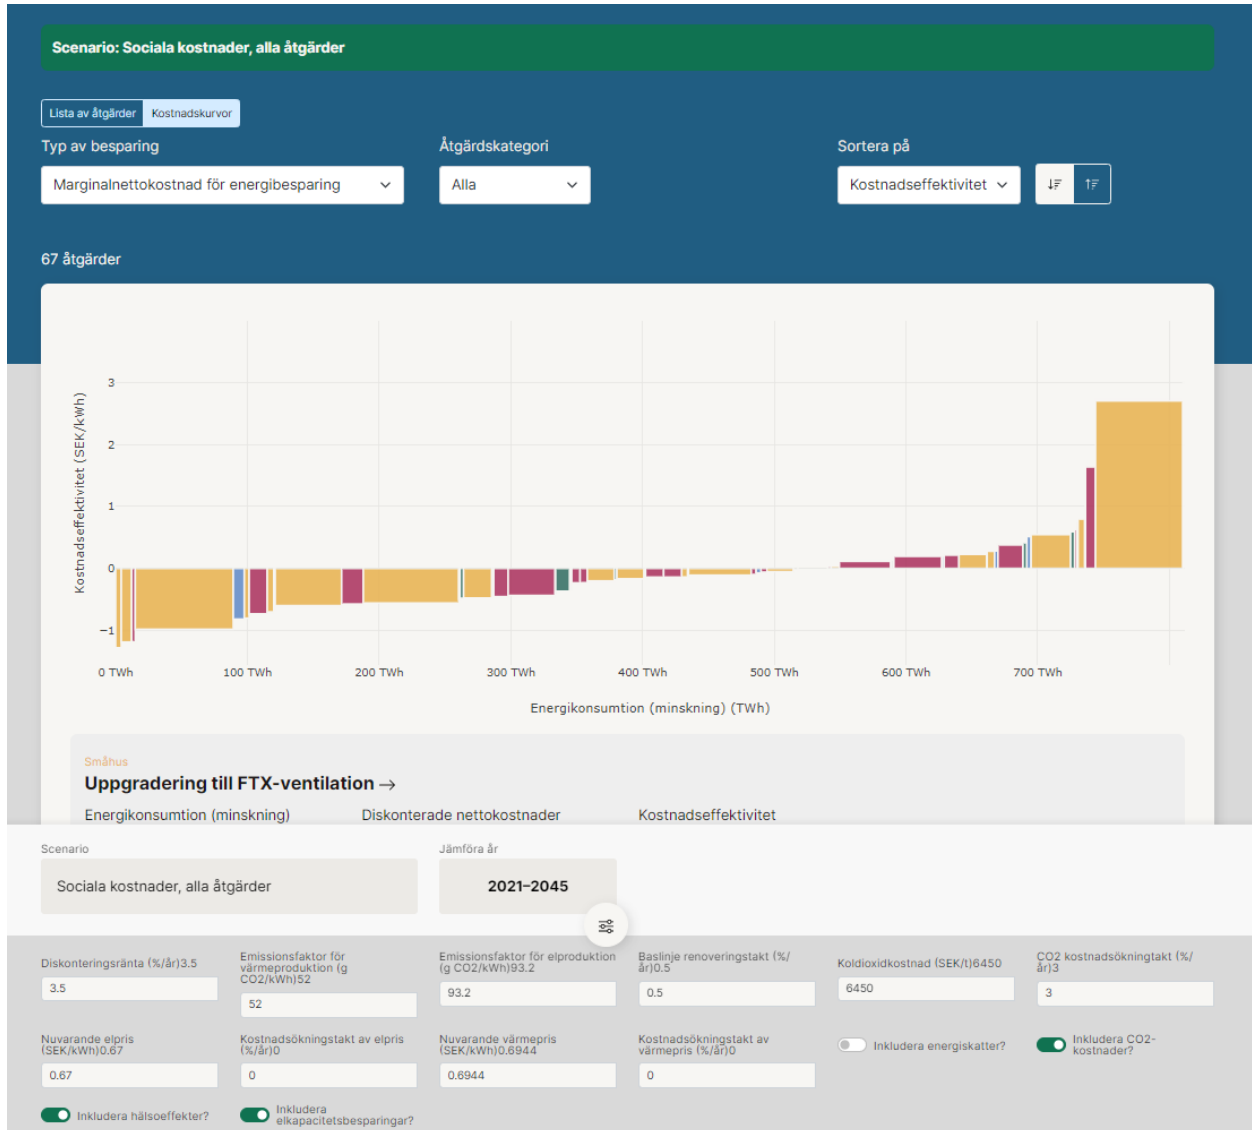 Scenario: Sociala kostnader, alla åtgärder
Lista av åtgärder Kostnadskurvor
Typ av besparing Åtgärdskategori Sortera på
Marginalnettokostnad för energibesparing Alla Kostnadseffektivitet
67 åtgärder
3
2
1
0
−1
Kostnadseffektivitet (SEK/kWh)
0 TWh 100 TWh 200 TWh 300 TWh 400 TWh 500 TWh 600 TWh 700 TWh
Energikonsumtion (minskning) (TWh)
Småhus
Uppgradering till FTX-ventilation →
Energikonsumtion (minskning) Diskonterade nettokostnader Kostnadseffektivitet
Scenario Jämföra år
Sociala kostnader, alla åtgärder 2021–2045
Diskonteringsränta (%/år)3.5
3.5
Emissionsfaktor för
värmeproduktion (g
CO2/kWh)52
52
Emissionsfaktor för elproduktion
(g CO2/kWh)93.2
93.2
Baslinje renoveringstakt (%/
år)0.5
0.5
Koldioxidkostnad (SEK/t)6450
6450
CO2 kostnadsökningtakt (%/
år)3
3
Nuvarande elpris
(SEK/kWh)0.67
0.67
Kostnadsökningstakt av elpris
(%/år)0
0
Nuvarande värmepris
(SEK/kWh)0.6944
0.6944
Kostnadsökningstakt av
värmepris (%/år)0
0
Inkludera energiskatter?
Inkludera CO2-
kostnader?
Inkludera hälsoeffekter?
Inkludera
elkapacitetsbesparingar?